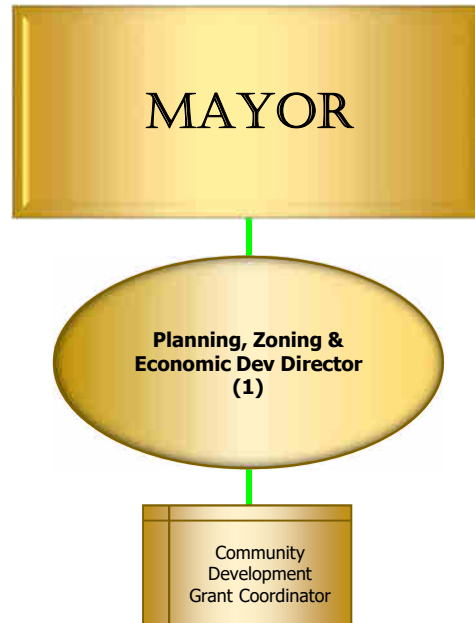 MAYOR
Planning, Zoning &
Economic Dev Director
(1)
Community
Development
Grant Coordinator